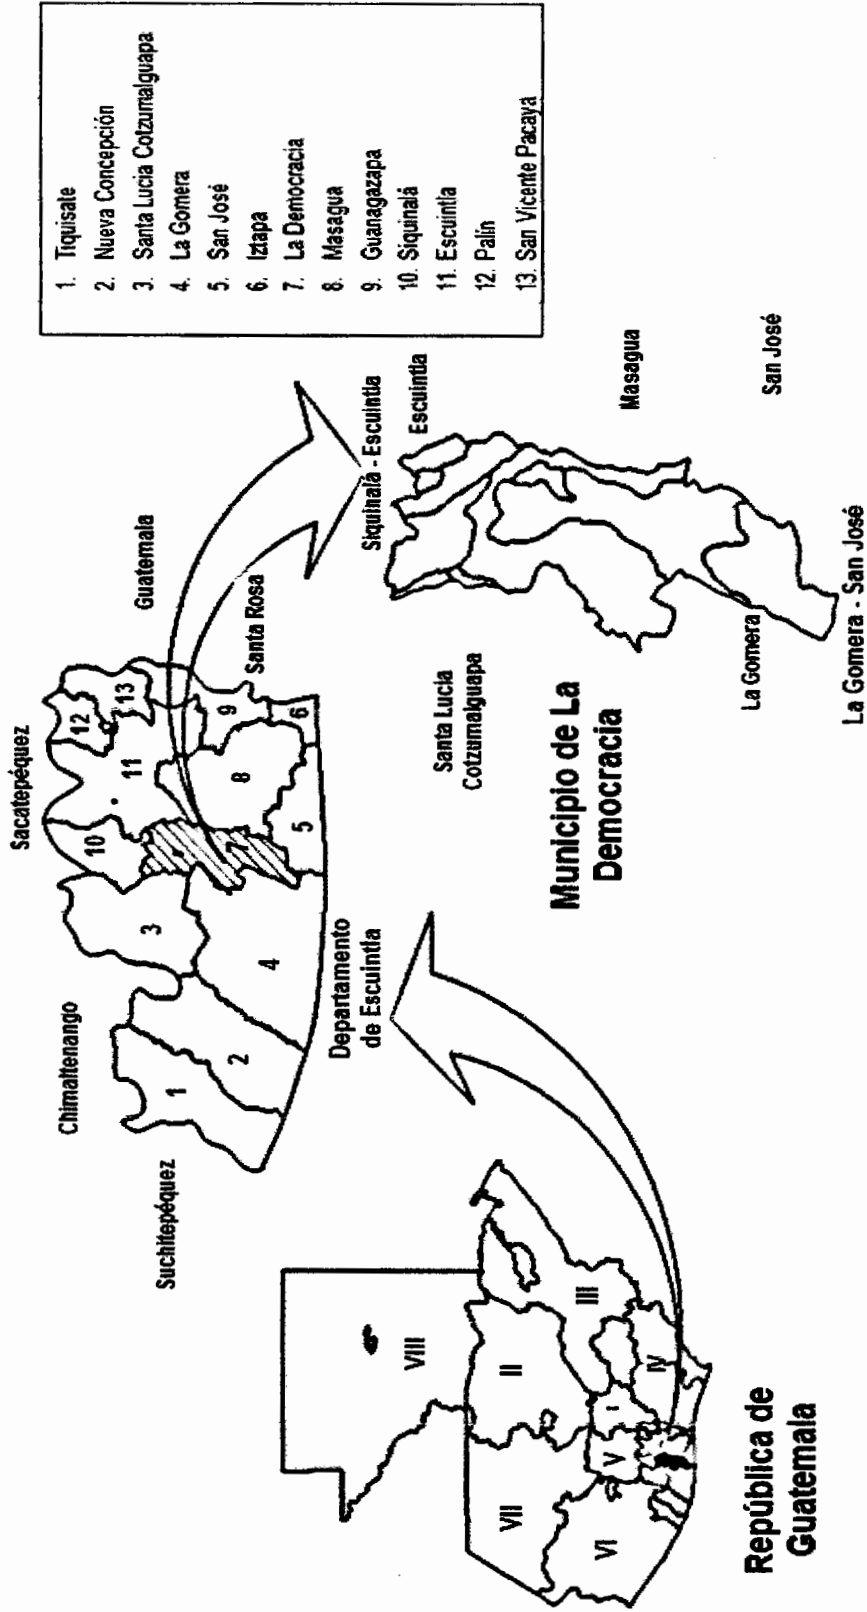 Sacatepéquez
Chimaltenango
Suchitepéquez
Guatemala
Santa Rosa
1
2
3
4
5
6
7
8
9
10
11
12
13
Departamento
de Escuintla
1. Tiquisate
2. Nueva Concepción
3. Santa Lucia Cotzumalguapa
4. La Gomera
5. San José
6. Iztapa
7. La Democracia
8. Masagua
9. Guanagazapa
10. Siquinalá
11. Escuintla
12. Palín
13. San Vicente Pacaya
VIII
VII
II
III
VI
V
I
IV
República de
Guatemala
Siquinalá - Escuintla
Escuintla
Santa Lucia
Cotzumalguapa
Masagua
Municipio de La
Democracia
La Gomera
San José
La Gomera - San José